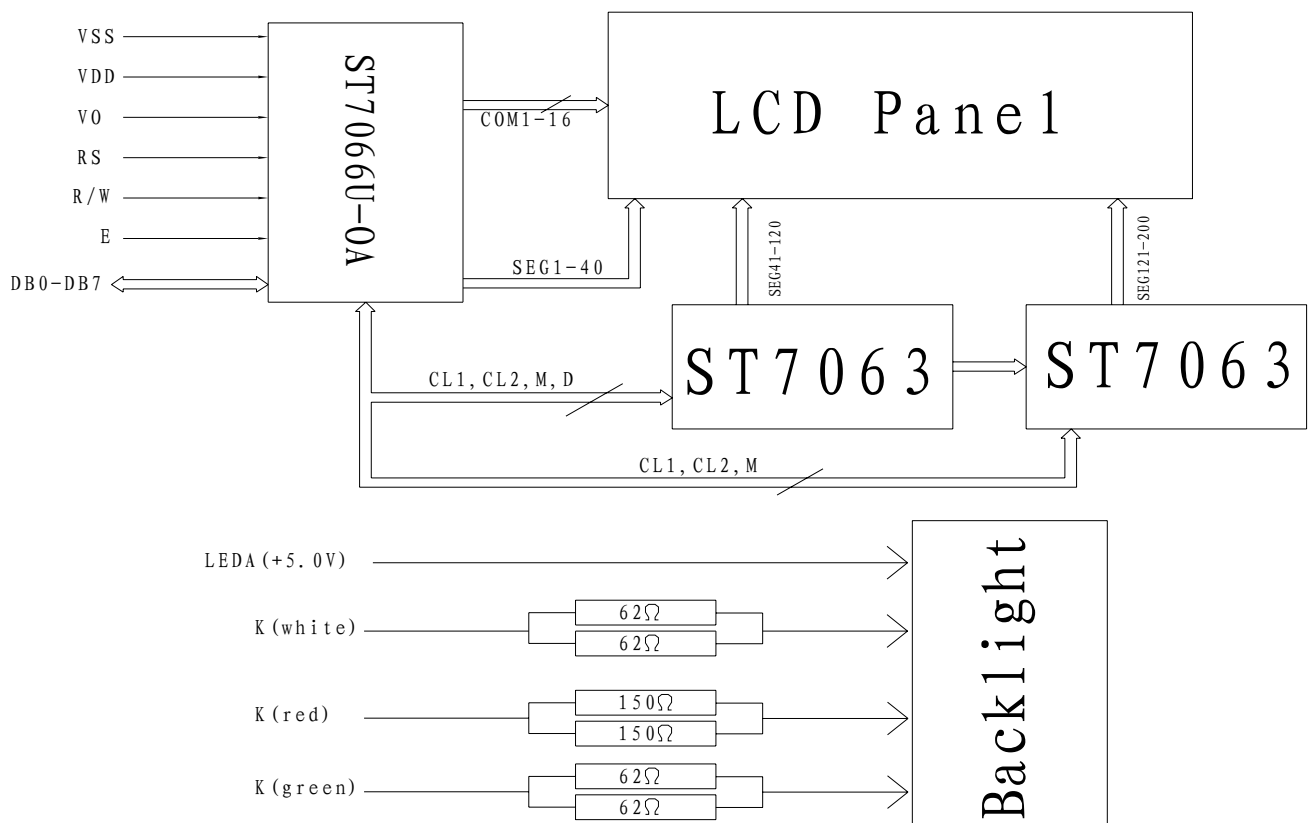 VSS
VDD
VO
RS
R/W
E
DB0-DB7
ST7066U-0A
COM1-16
SEG1-40
LCD Panel
SEG41-120
SEG121-200
ST7063
ST7063
CL1,CL2,M,D
CL1,CL2,M
LEDA(+5.0V)
K(white)
62Ω
62Ω
K(red)
150Ω
150Ω
K(green)
62Ω
62Ω
Backlight